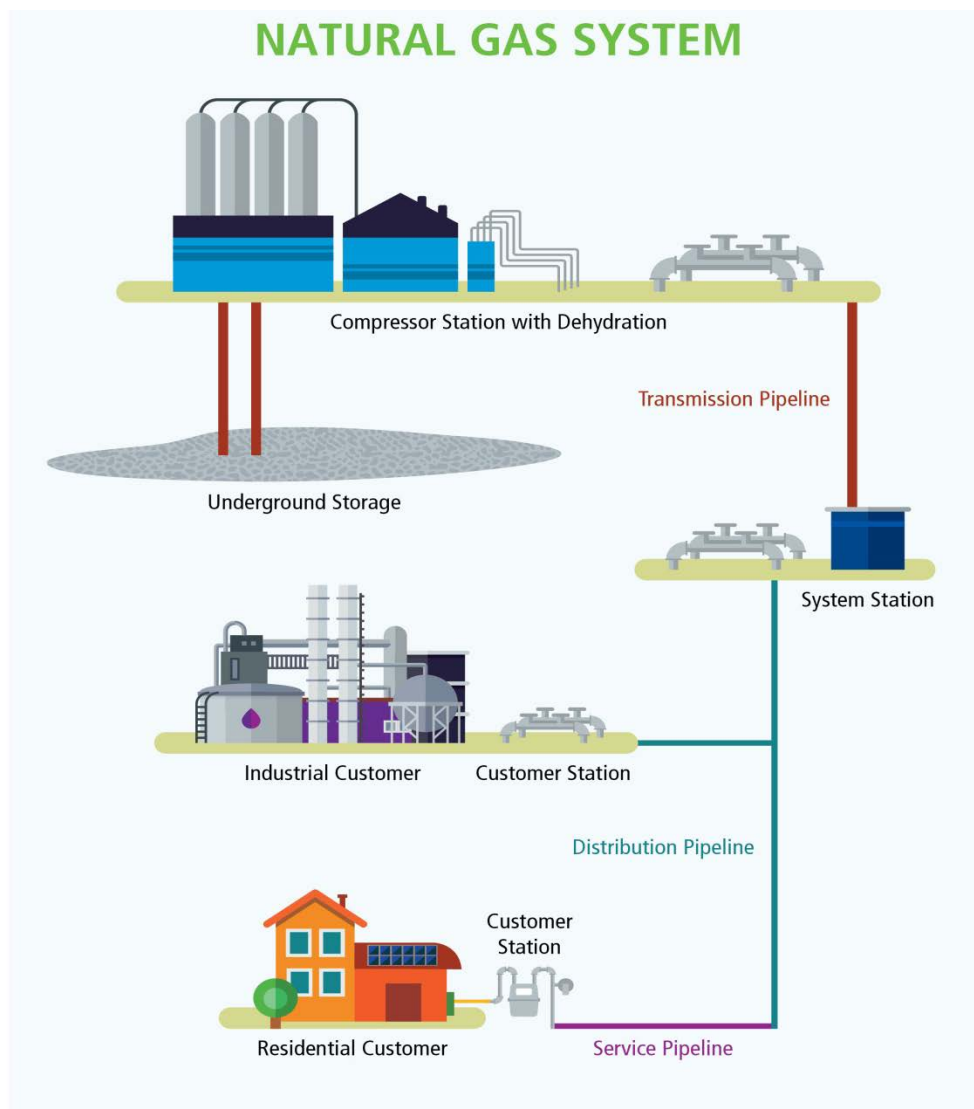 NATURAL GAS SYSTEM
Compressor Station with Dehydration
Transmission Pipeline
Underground Storage
System Station
Industrial Customer
Customer Station
Distribution Pipeline
Customer
Station
Residential Customer
Service Pipeline